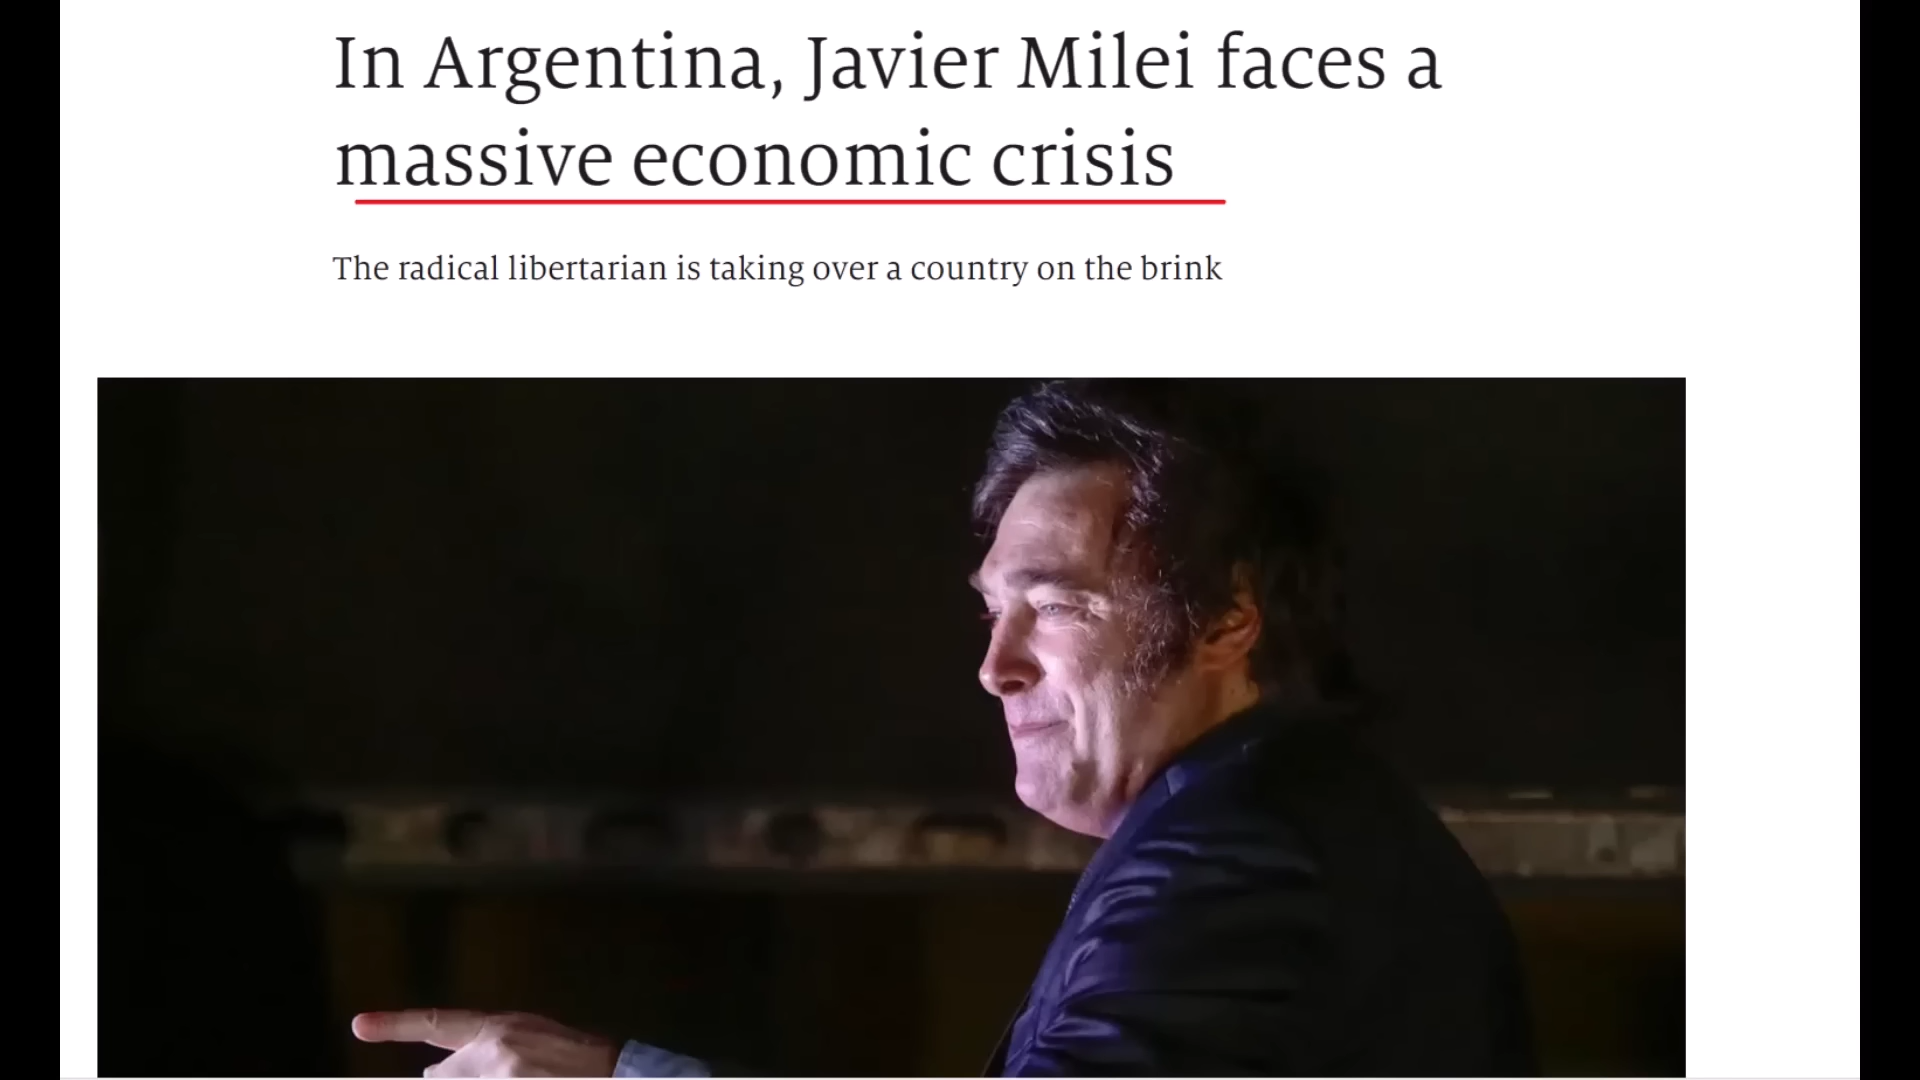 In Argentina, Javier Milei faces a
massive economic crisis
The radical libertarian is taking over a country on the brink